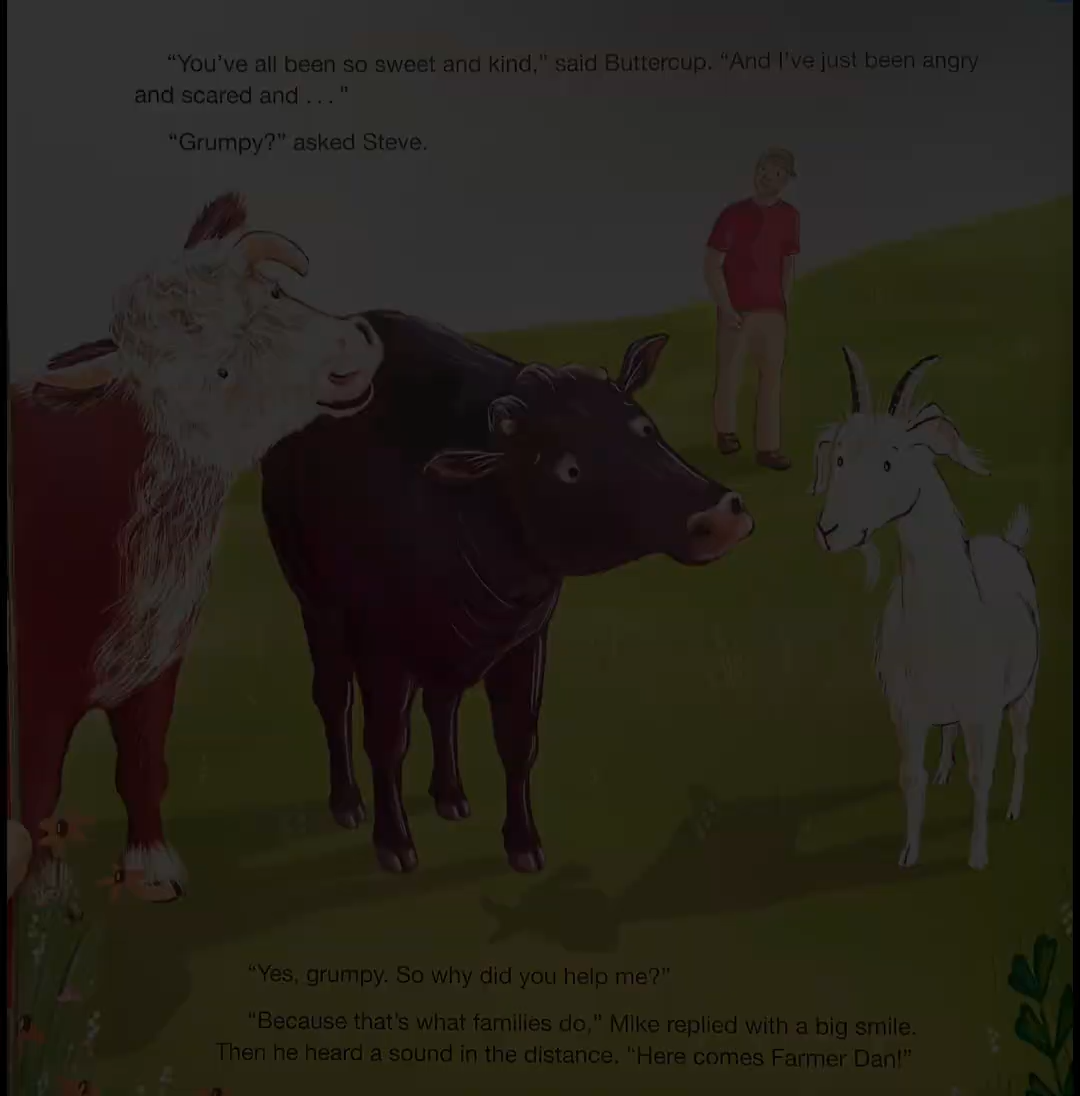 “You’ve all been so sweet and kind,” said Buttercup. “And I’ve just been angry
and scared and . . . ”
“Grumpy?” asked Steve.
“Yes, grumpy. So why did you help me?”
“Because that’s what families do,” Mike replied with a big smile.
Then he heard a sound in the distance. “Here comes Farmer Dan!”